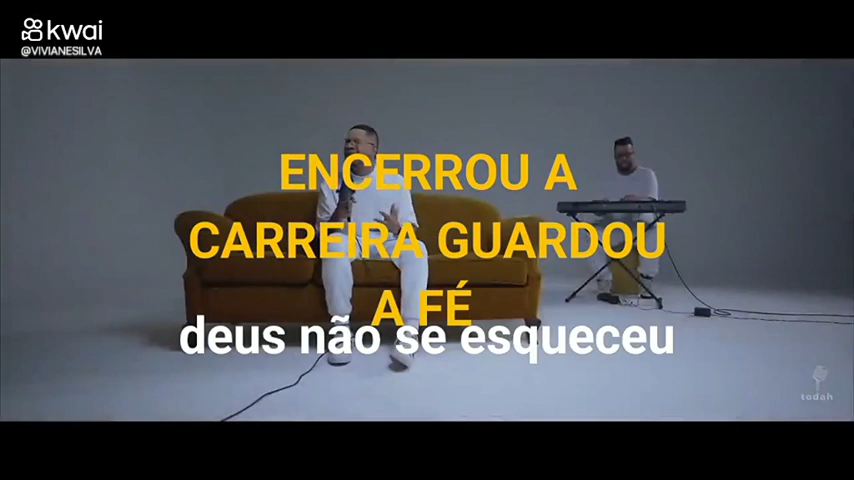 kwai
@VIVIANESILVA
ENCERROU A
CARREIRA GUARDOU
A FÉ
deus não se esqueceu
todah